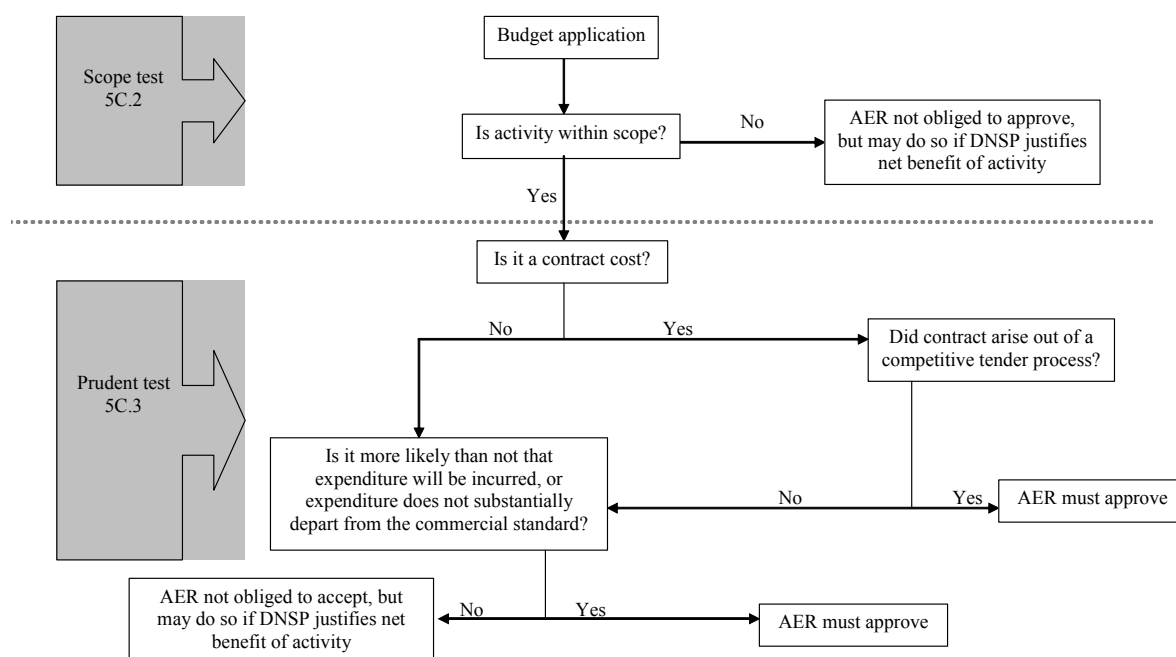 Budget application
Scope test
5C.2
Is activity within scope?
No
AER not obliged to approve,
but may do so if DNSP justifies
net benefit of activity
Yes
Is it a contract cost?
No
Yes
Did contract arise out of a
competitive tender process?
Prudent test
5C.3
Is it more likely than not that
expenditure will be incurred, or
expenditure does not substantially
depart from the commercial standard?
No
Yes
AER must approve
AER not obliged to accept, but
may do so if DNSP justifies net
benefit of activity
No
Yes
AER must approve